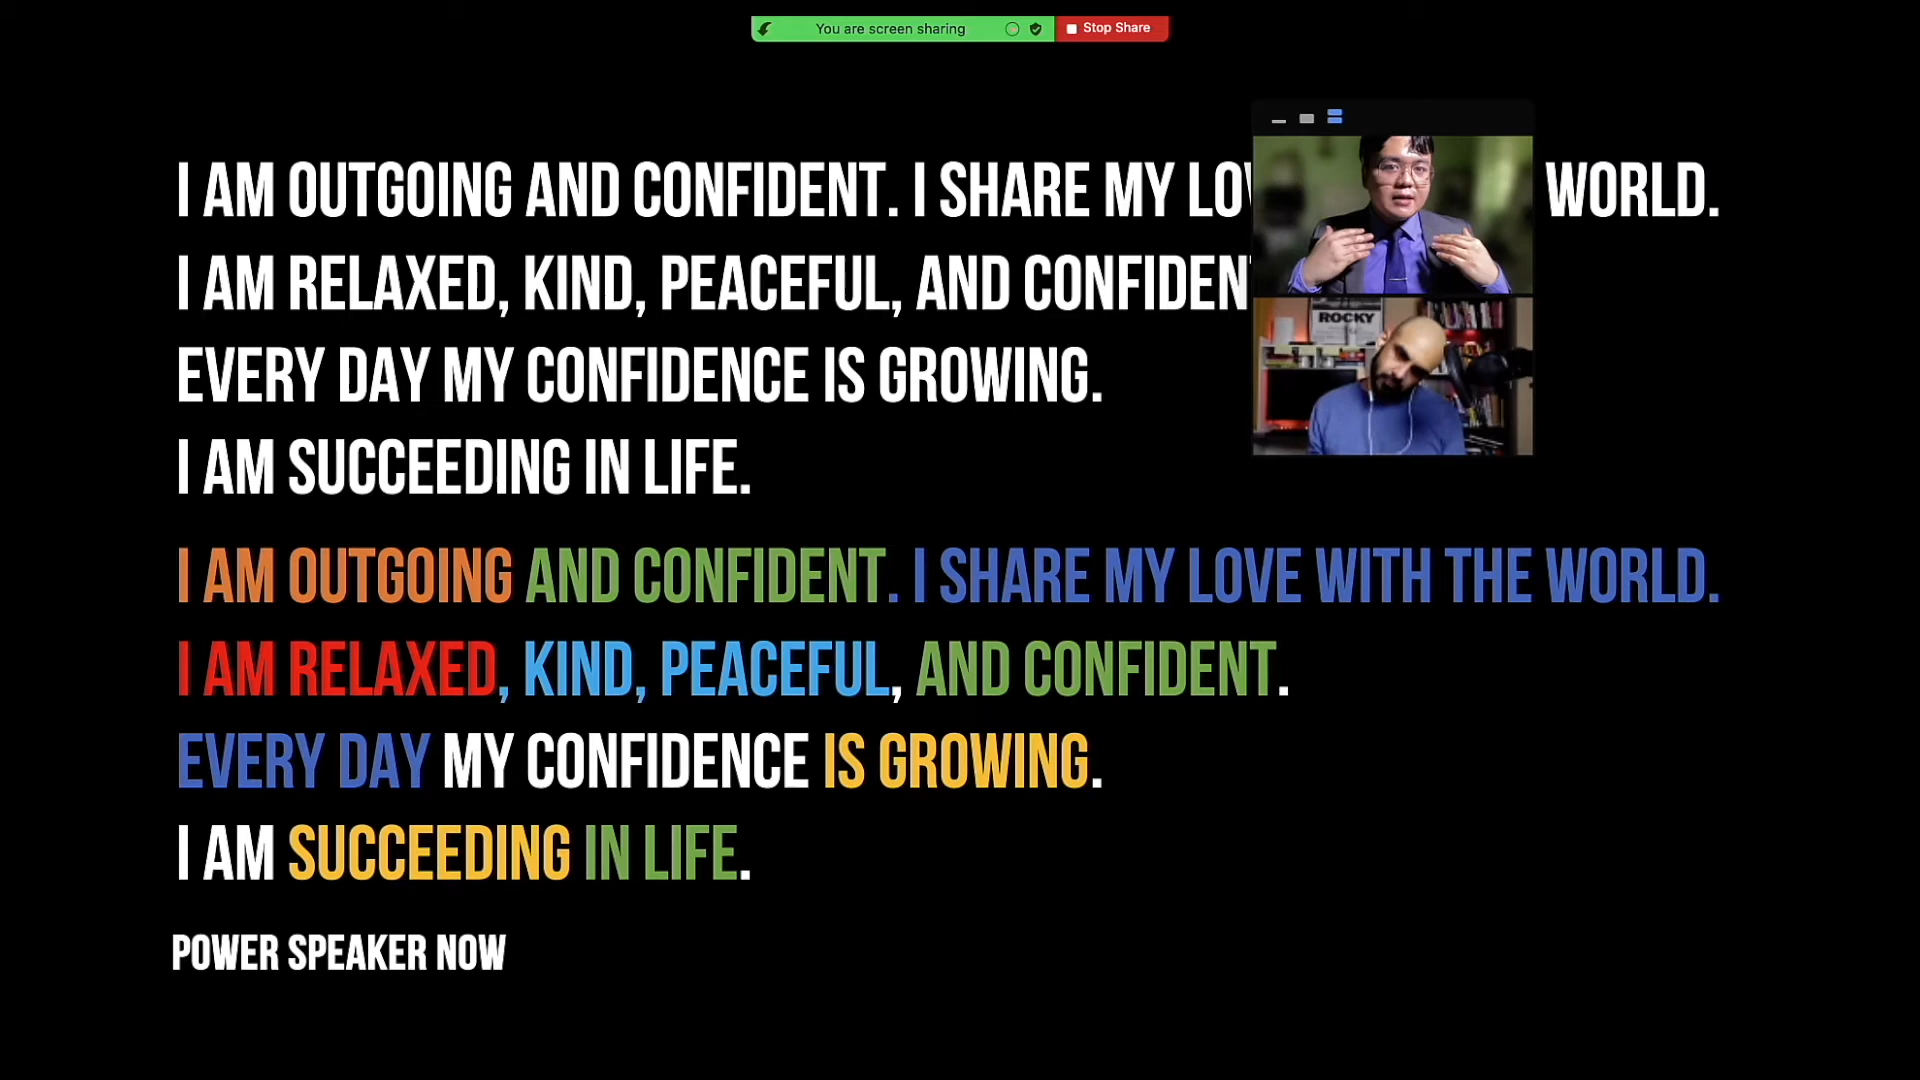 You are screen sharing Stop Share
I AM OUTGOING AND CONFIDENT. I SHARE MY WORLD.
I AM RELAXED, KIND, PEACEFUL, AND CONFIDENT
ROCKY
EVERY DAY MY CONFIDENCE IS GROWING.
I AM SUCCEEDING IN LIFE.
I AM OUTGOING AND CONFIDENT. I SHARE MY LOVE WITH THE WORLD.
I AM RELAXED, KIND, PEACEFUL, AND CONFIDENT.
EVERY DAY MY CONFIDENCE IS GROWING.
I AM SUCCEEDING IN LIFE.
POWER SPEAKER NOW